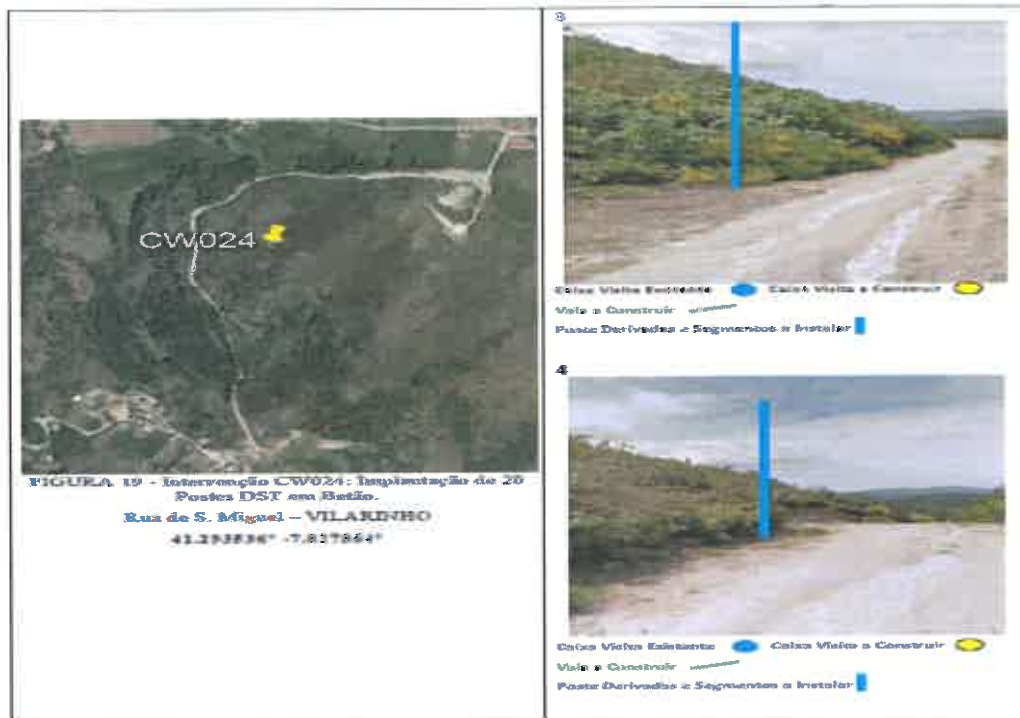 CW024
FIGURA 19 - Intervenção CW024: Implantação de 20
Postes DST em Betão.
Rua de S. Miguel – VILARINHO
3
Caixa Visita Existente Caixa Visita a Construir
Vala a Construir
Poste Derivadas e Segmentos a Instalar
4
Caixa Visita Existente Caixa Visita a Construir
Vala a Construir
Poste Derivadas e Segmentos a Instalar